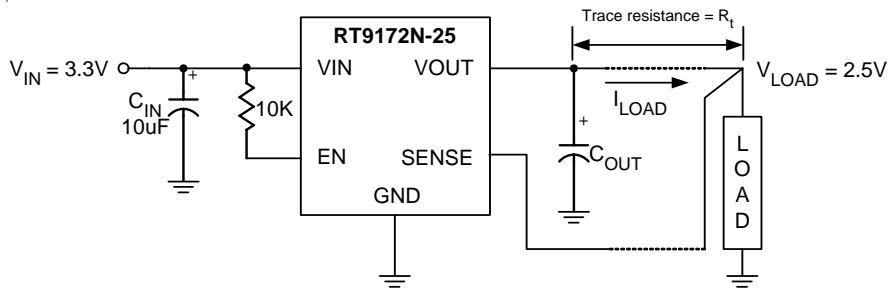 Trace resistance = Rt
RT9172N-25
VIN = 3.3V
VIN
VOUT
VLOAD = 2.5V
CIN
10uF
10K
ILOAD
EN
SENSE
COUT
GND
LOAD
+
+